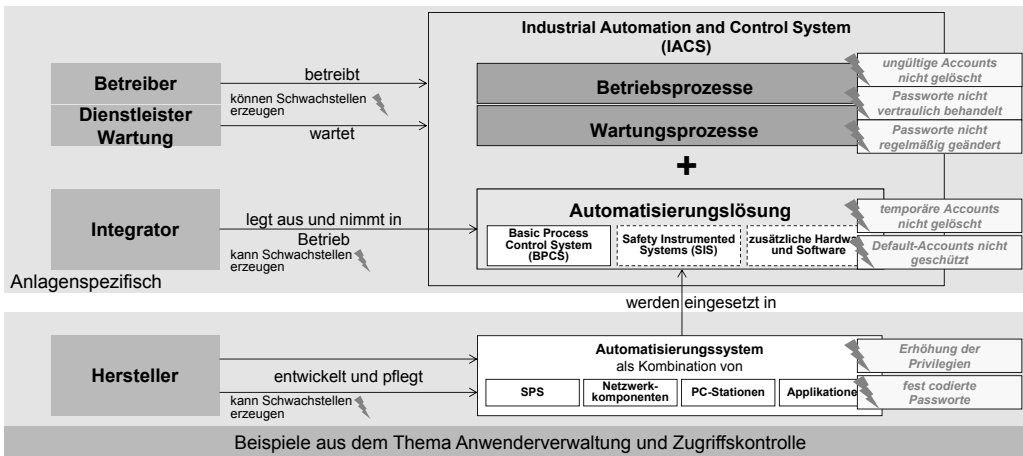 Industrial Automation and Control System
(IACS)
Betreiber
betreibt
können Schwachstellen
erzeugen
Dienstleister
Wartung
wartet
Betriebsprozesse
Wartungsprozesse
ungültige Accounts
nicht gelöscht
Passworte nicht
vertraulich behandelt
Passworte nicht
regelmäßig geändert
+
Integrator
legt aus und nimmt in
Betrieb
kann Schwachstellen
erzeugen
Automatisierungslösung
Basic Process
Control System
(BPCS)
Safety Instrumented
Systems (SIS)
zusätzliche Hardw
und Software
temporäre Accounts
nicht gelöscht
Default-Accounts nicht
geschützt
Anlagenspezifisch
werden eingesetzt in
Hersteller
entwickelt und pflegt
kann Schwachstellen
erzeugen
Automatisierungssystem
als Kombination von
SPS
Netzwerk-
komponenten
PC-Stationen
Applikatione
Erhöhung der
Privilegien
fest codierte
Passworte
Beispiele aus dem Thema Anwenderverwaltung und Zugriffskontrolle